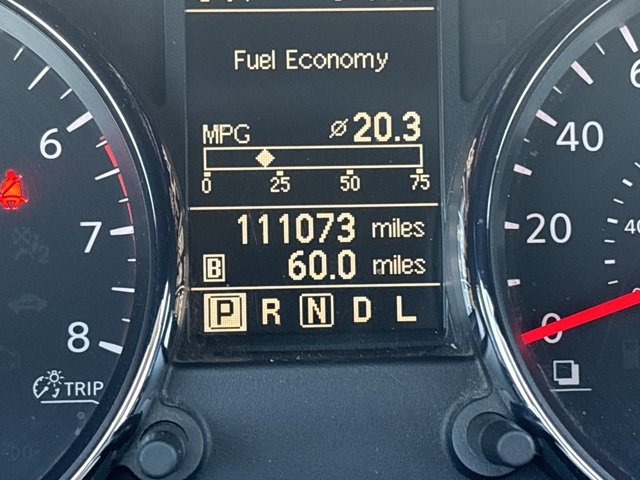 Fuel Economy
MPG ⌀ 20.3
0 25 50 75
111073 miles
B 60.0 miles
P R N D L
6
7
8
TRIP
40
20
0